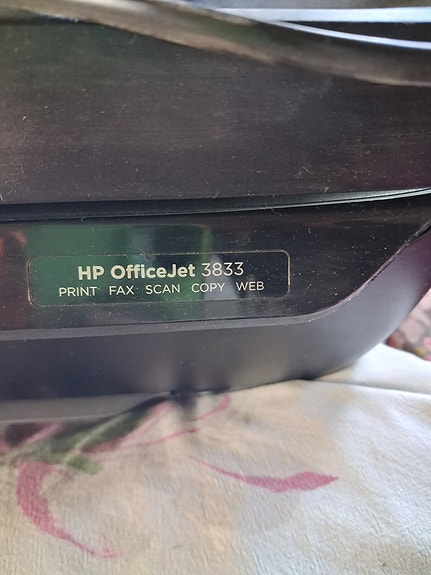 HP OfficeJet 3833
PRINT FAX SCAN COPY WEB